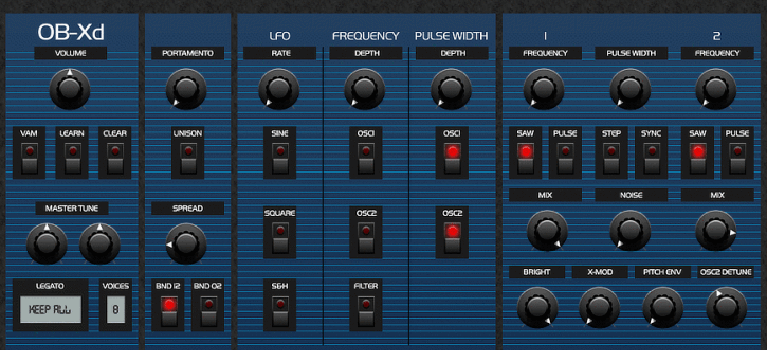 OB-Xd
LFO FREQUENCY PULSE WIDTH 1 2
VOLUME PORTAMENTO RATE DEPTH DEPTH FREQUENCY PULSE WIDTH FREQUENCY
VAM LEARN CLEAR UNISON SINE OSC1 OSC1 SAW PULSE STEP SYNC SAW PULSE
MASTER TUNE SPREAD SQUARE OSC2 OSC2 MIX NOISE MIX
BRIGHT X-MOD PITCH ENV OSC2 DETUNE
LEGATO VOICES BND 12 BND O2 S&H FILTER
KEEP ALL 8